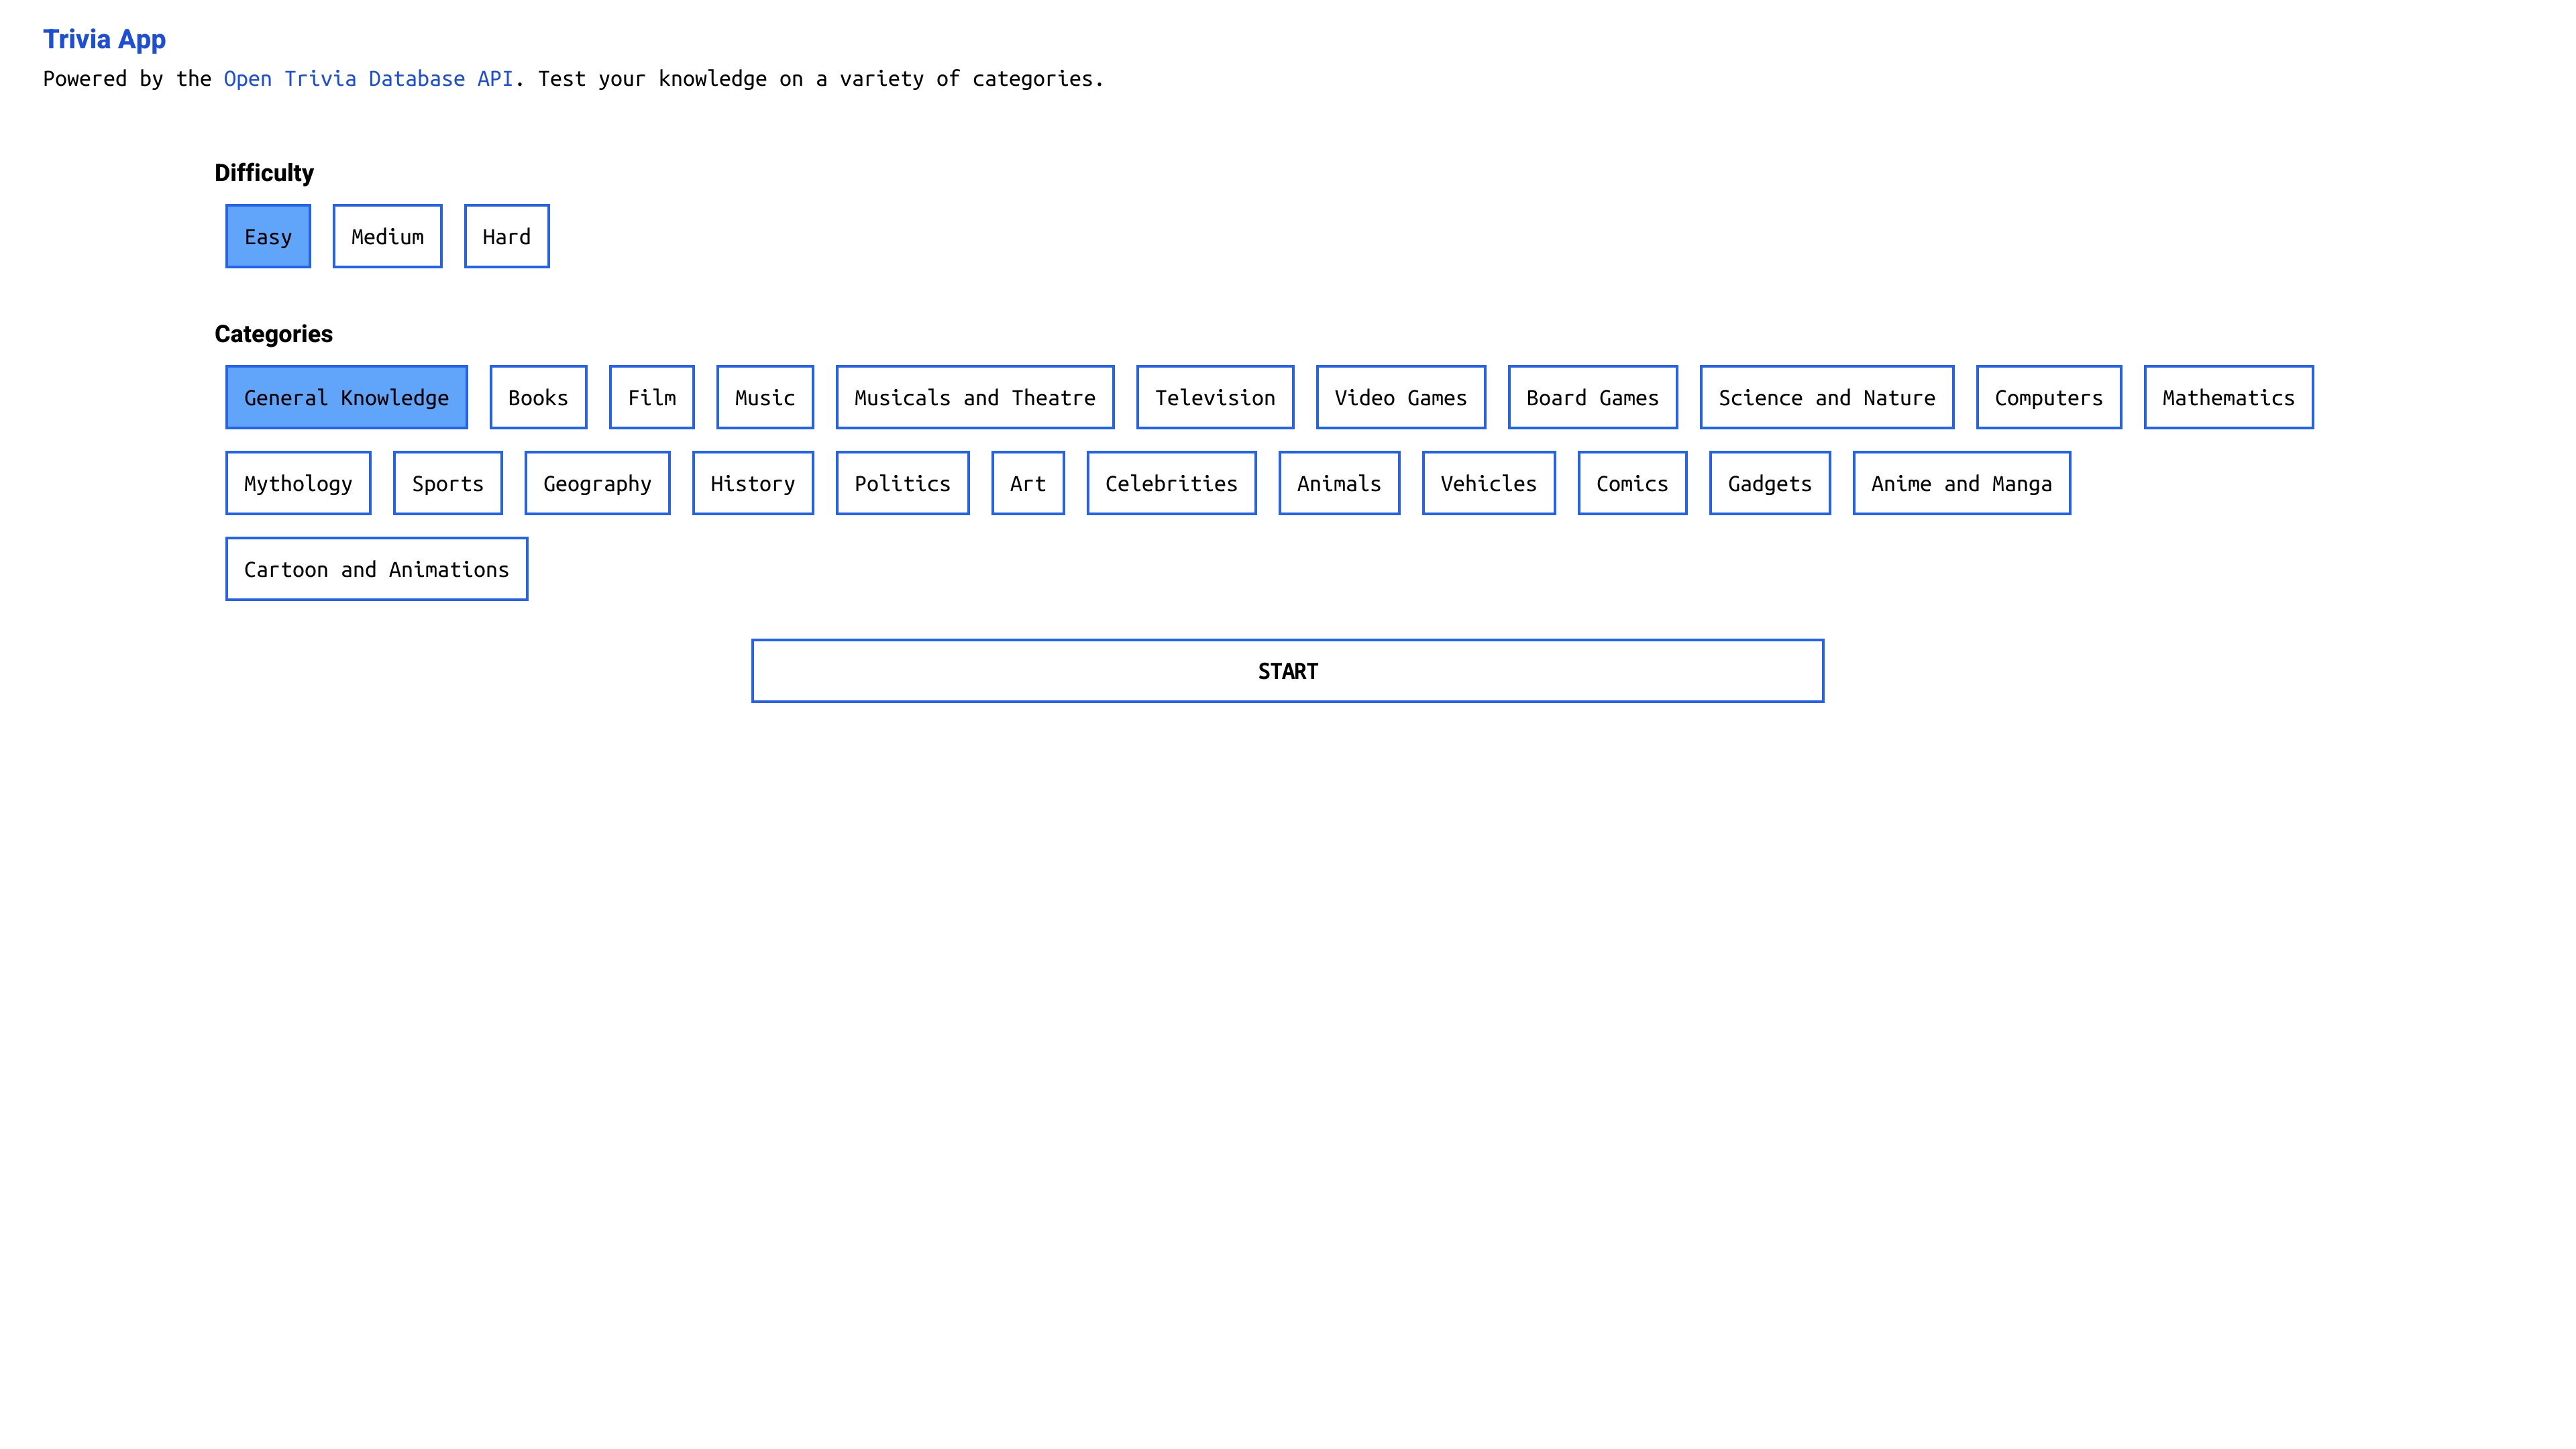 Trivia App
Powered by the Open Trivia Database API. Test your knowledge on a variety of categories.
Difficulty
Easy Medium Hard
Categories
General Knowledge Books Film Music Musicals and Theatre Television Video Games Board Games Science and Nature Computers Mathematics
Mythology Sports Geography History Politics Art Celebrities Animals Vehicles Comics Gadgets Anime and Manga
Cartoon and Animations
START